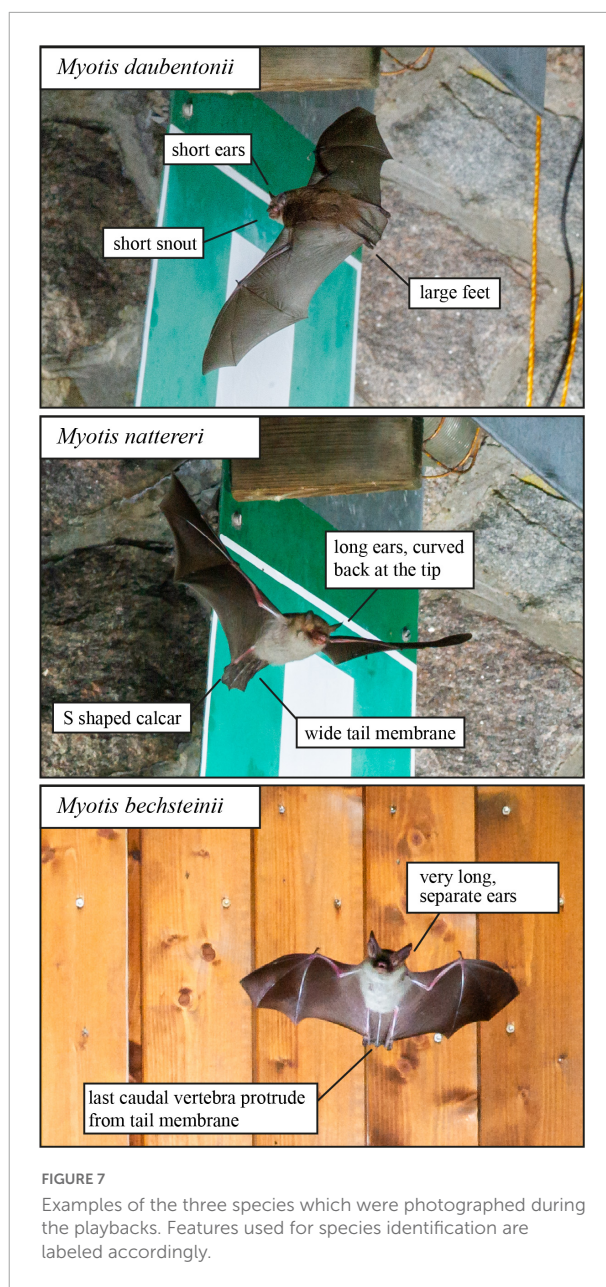 Myotis daubentonii
short ears
short snout
large feet
Myotis nattereri
long ears, curved
back at the tip
S shaped calcar
wide tail membrane
Myotis bechsteinii
very long,
separate ears
last caudal vertebra protrude
from tail membrane
FIGURE 7
Examples of the three species which were photographed during
the playbacks. Features used for species identification are
labeled accordingly.